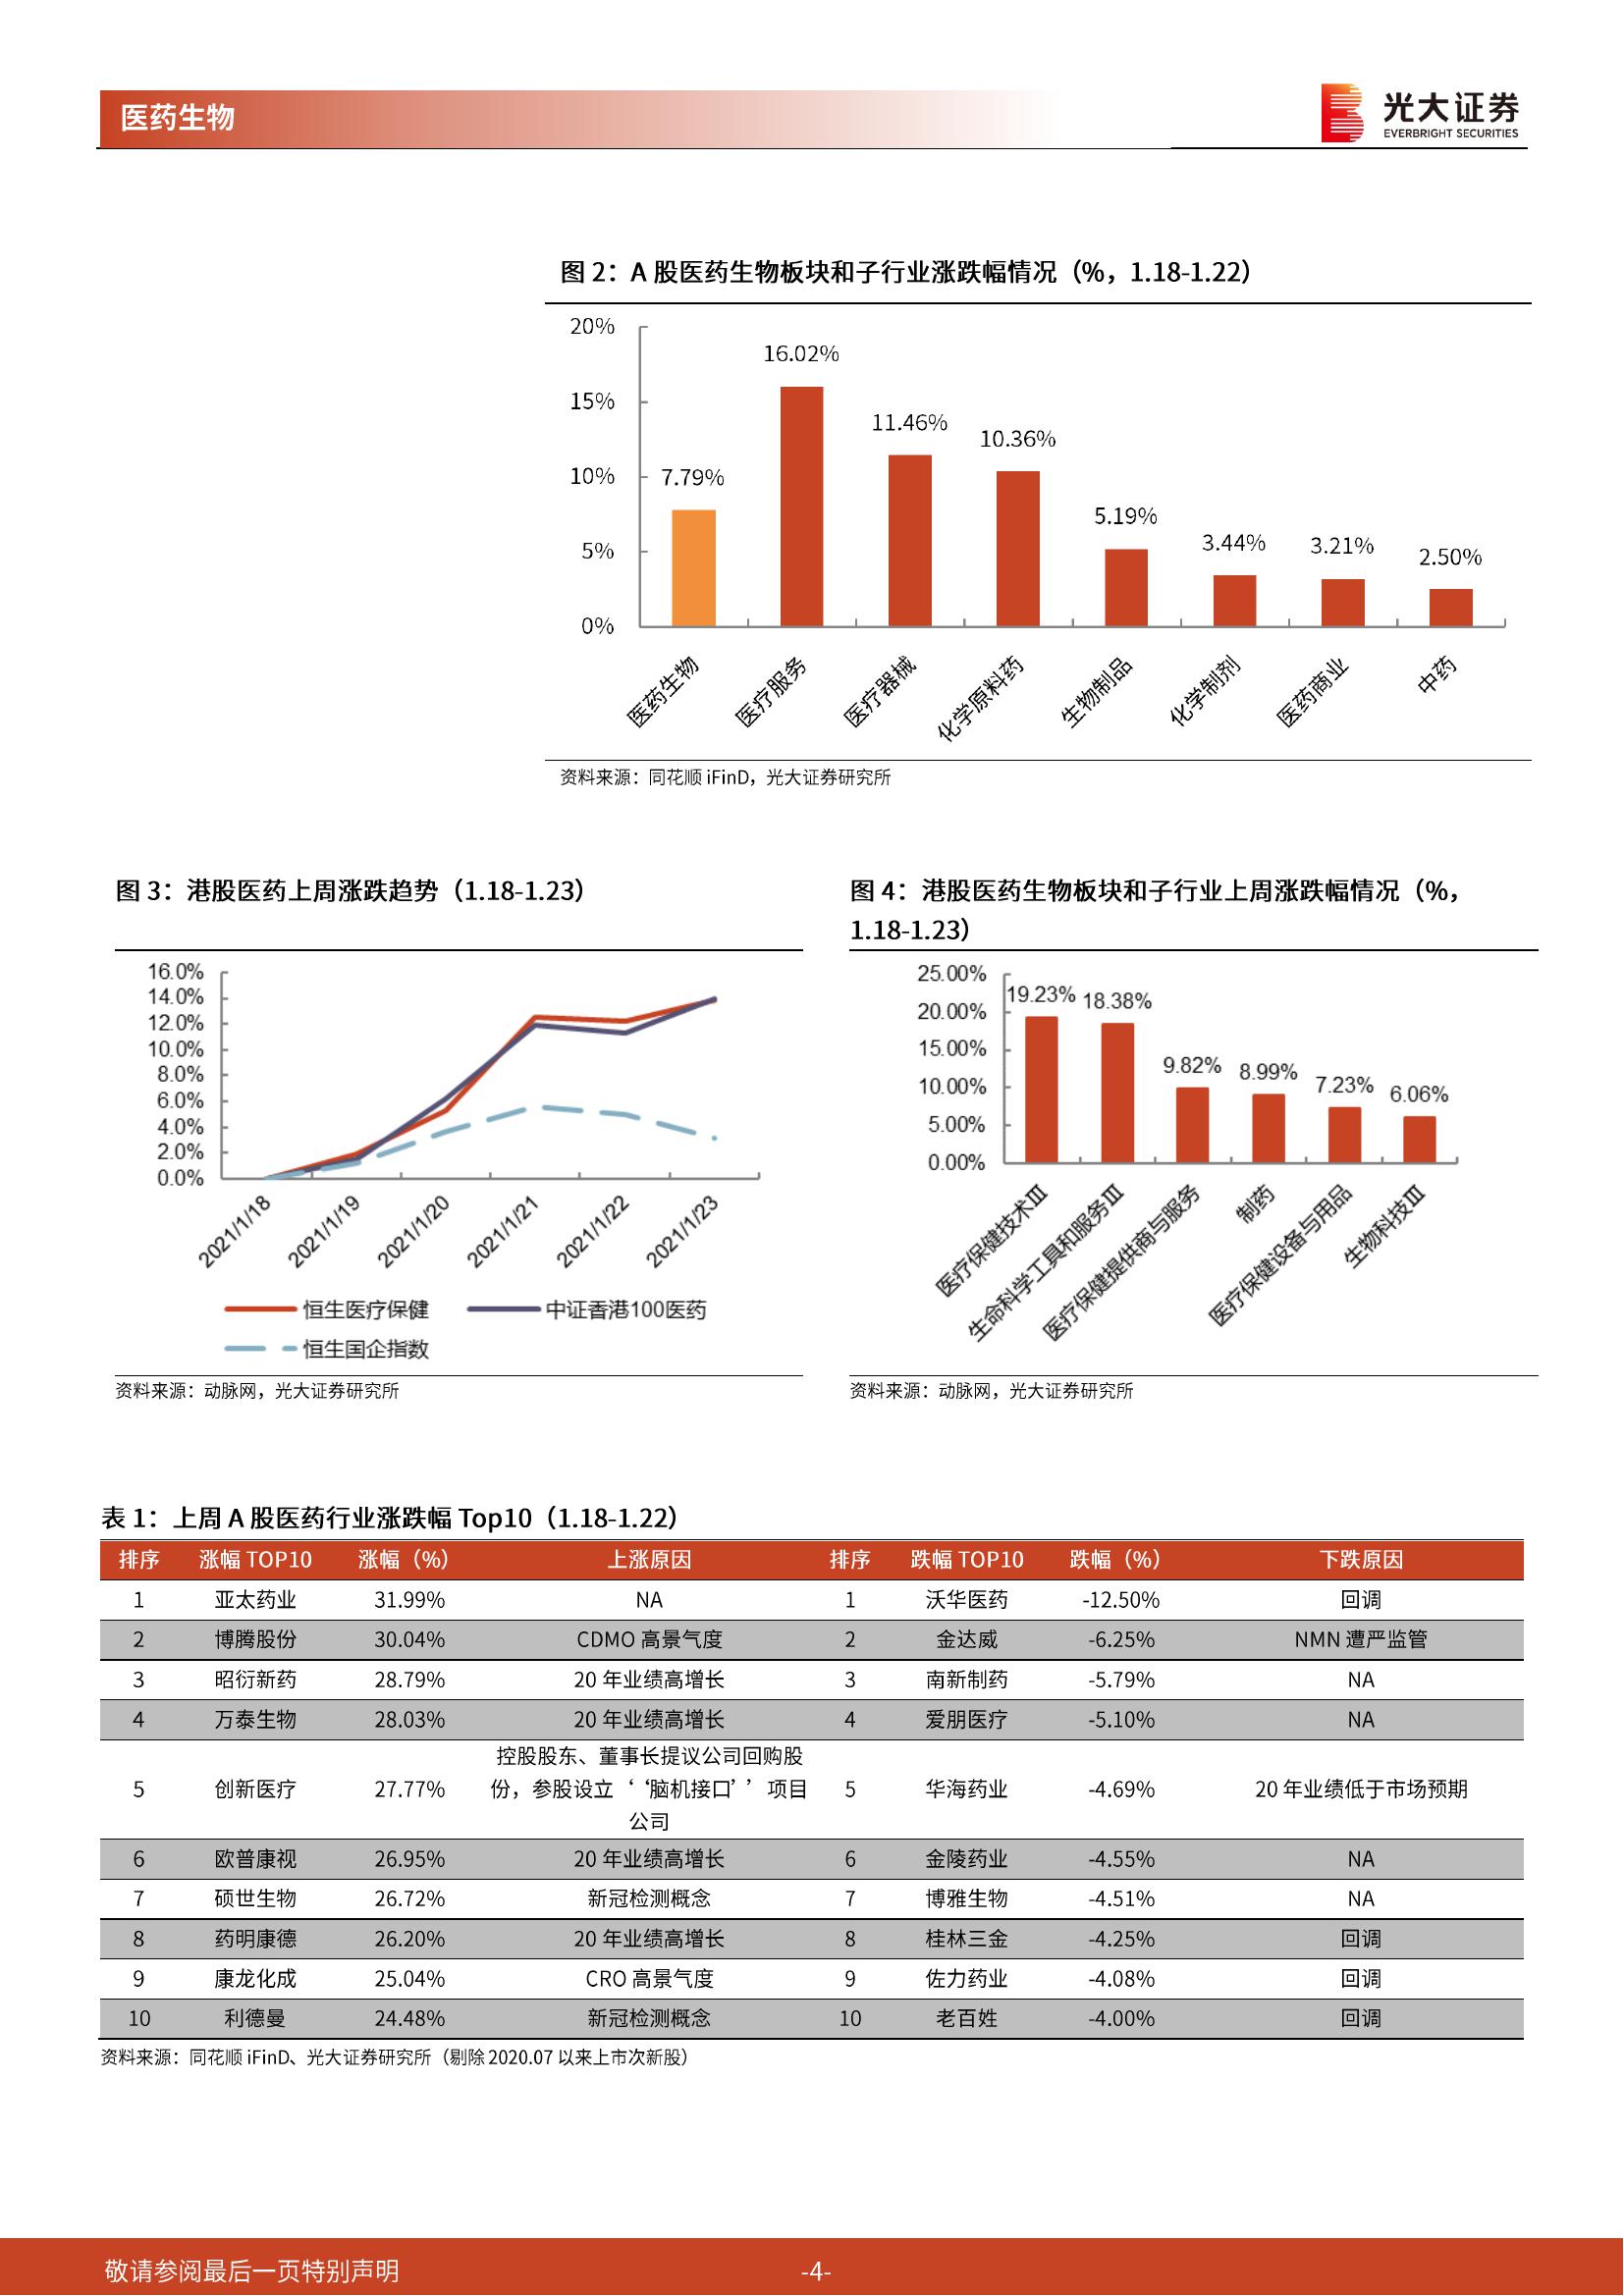 医药生物
光大证券
EVERBRIGHT SECURITIES
图 2：A 股医药生物板块和子行业涨跌幅情况（%，1.18-1.22）
20%
15%
10%
5%
0%
7.79%
16.02%
11.46%
10.36%
5.19%
3.44%
3.21%
2.50%
医药生物
医疗服务
医疗器械
化学原料药
生物制品
化学制剂
医药商业
中药
资料来源：同花顺 iFinD，光大证券研究所
图 3：港股医药上周涨跌趋势（1.18-1.23）
16.0%
14.0%
12.0%
10.0%
8.0%
6.0%
4.0%
2.0%
0.0%
2021/1/18
2021/1/19
2021/1/20
2021/1/21
2021/1/22
2021/1/23
恒生医疗保健
中证香港100医药
恒生国企指数
资料来源：动脉网，光大证券研究所
图 4：港股医药生物板块和子行业上周涨跌幅情况（%，
1.18-1.23）
25.00%
20.00%
15.00%
10.00%
5.00%
0.00%
19.23%
18.38%
9.82%
8.99%
7.23%
6.06%
医疗保健技术Ⅲ
生命科学工具和服务Ⅲ
医疗保健提供商与服务
制药
医疗保健设备与用品
生物科技Ⅲ
资料来源：动脉网，光大证券研究所
表 1：上周 A 股医药行业涨跌幅 Top10（1.18-1.22）
排序 涨幅 TOP10 涨幅（%） 上涨原因 排序 跌幅 TOP10 跌幅（%） 下跌原因
1 亚太药业 31.99% NA 1 沃华医药 -12.50% 回调
2 博腾股份 30.04% CDMO 高景气度 2 金达威 -6.25% NMN 遭严监管
3 昭衍新药 28.79% 20 年业绩高增长 3 南新制药 -5.79% NA
4 万泰生物 28.03% 20 年业绩高增长 4 爱朋医疗 -5.10% NA
控股股东、董事长提议公司回购股
5 创新医疗 27.77% 份，参股设立‘‘脑机接口’’项目 5 华海药业 -4.69% 20 年业绩低于市场预期
公司
6 欧普康视 26.95% 20 年业绩高增长 6 金陵药业 -4.55% NA
7 硕世生物 26.72% 新冠检测概念 7 博雅生物 -4.51% NA
8 药明康德 26.20% 20 年业绩高增长 8 桂林三金 -4.25% 回调
9 康龙化成 25.04% CRO 高景气度 9 佐力药业 -4.08% 回调
10 利德曼 24.48% 新冠检测概念 10 老百姓 -4.00% 回调
资料来源：同花顺 iFinD、光大证券研究所（剔除 2020.07 以来上市次新股）
敬请参阅最后一页特别声明
-4-